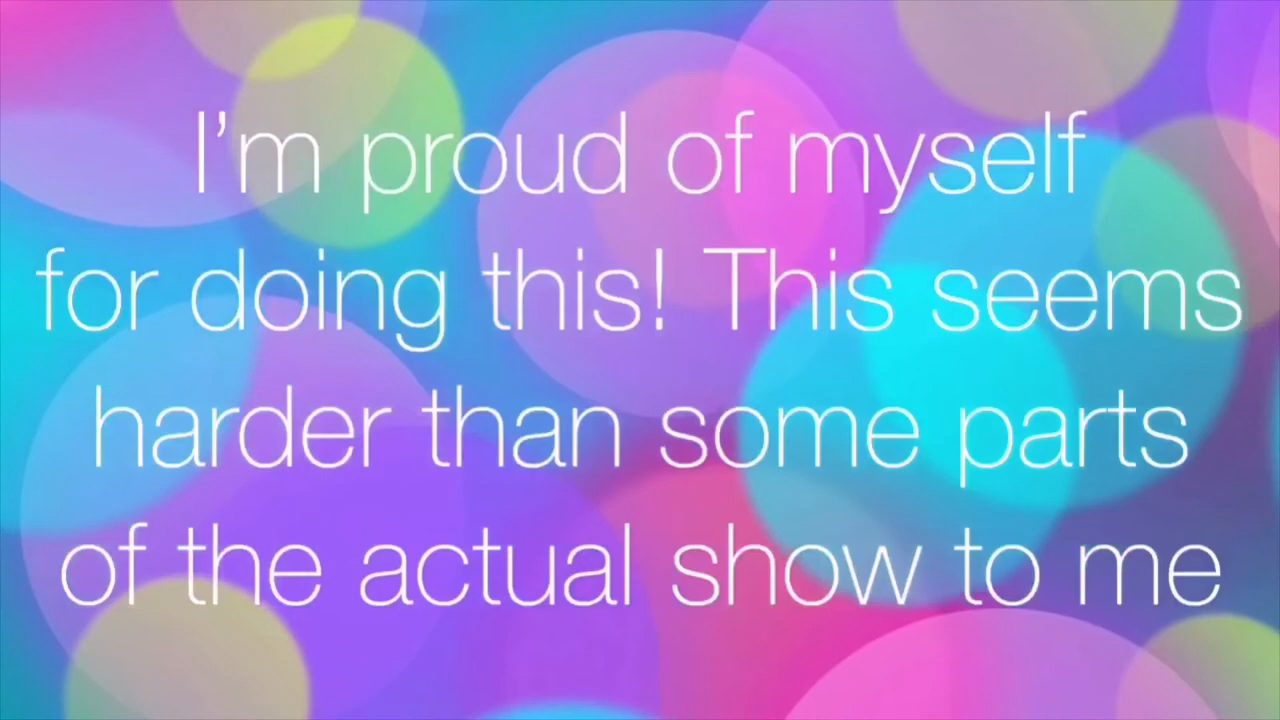 I’m proud of myself
for doing this! This seems
harder than some parts
of the actual show to me